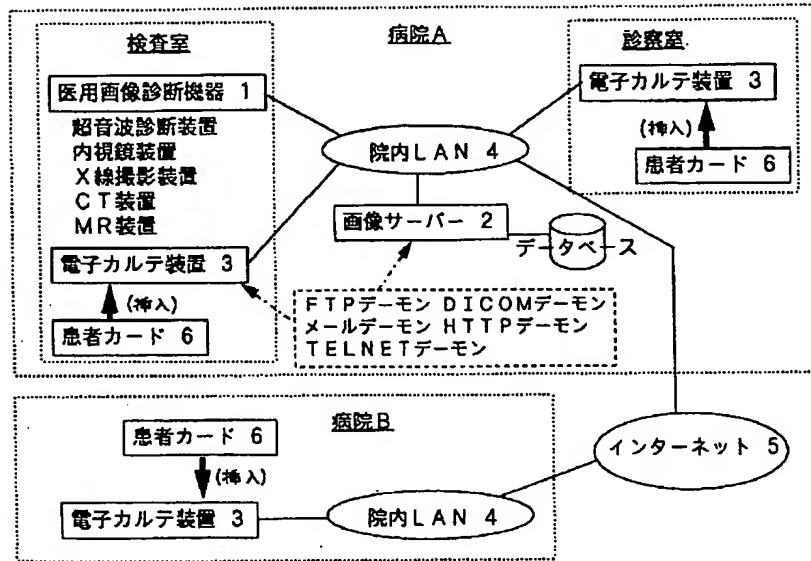 検査室
病院A
診察室
医用画像診断機器 1
超音波診断装置
内視鏡装置
X線撮影装置
CT装置
MR装置
電子カルテ装置 3
(挿入)
患者カード 6
院内LAN 4
画像サーバー 2
データベース
電子カルテ装置 3
(挿入)
患者カード 6
FTPデーモン DICOMデーモン
メールデーモン HTTPデーモン
TELNETデーモン
病院B
患者カード 6
(挿入)
電子カルテ装置 3
院内LAN 4
インターネット 5